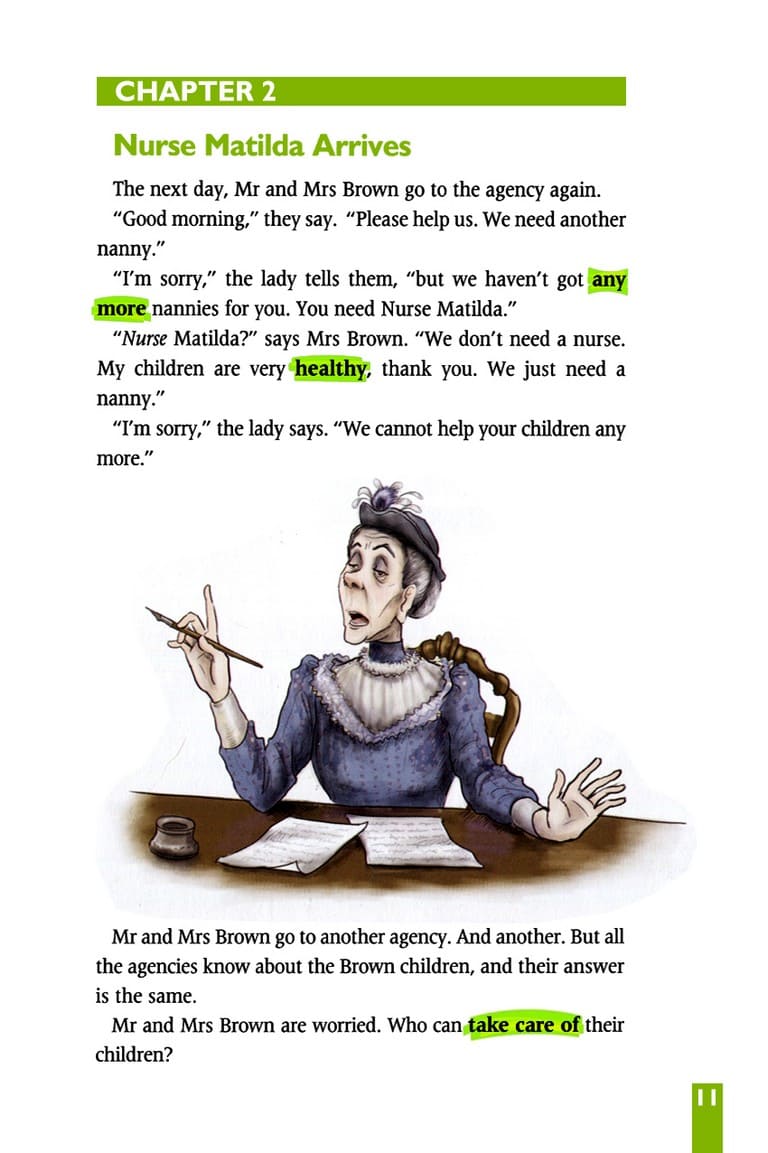 CHAPTER 2
Nurse Matilda Arrives
The next day, Mr and Mrs Brown go to the agency again.
“Good morning,” they say. “Please help us. We need another
nanny.”
“I’m sorry,” the lady tells them, “but we haven’t got any
more nannies for you. You need Nurse Matilda.”
“Nurse Matilda?” says Mrs Brown. “We don’t need a nurse.
My children are very healthy, thank you. We just need a
nanny.”
“I’m sorry,” the lady says. “We cannot help your children any
more.”
Mr and Mrs Brown go to another agency. And another. But all
the agencies know about the Brown children, and their answer
is the same.
Mr and Mrs Brown are worried. Who can take care of their
children?
11